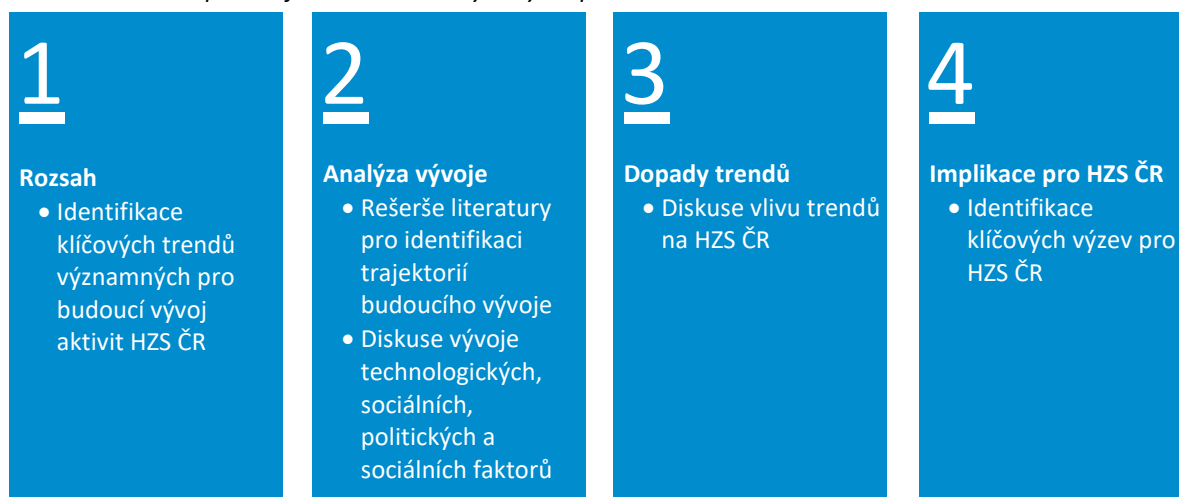 1
Rozsah
• Identifikace
klíčových trendů
významných pro
budoucí vývoj
aktivit HZS ČR
2
Analýza vývoje
• Rešerše literatury
pro identifikaci
trajektorií
budoucího vývoje
• Diskuse vývoje
technologických,
sociálních,
politických a
sociálních faktorů
3
Dopady trendů
• Diskuse vlivu trendů
na HZS ČR
4
Implikace pro HZS ČR
• Identifikace
klíčových výzev pro
HZS ČR